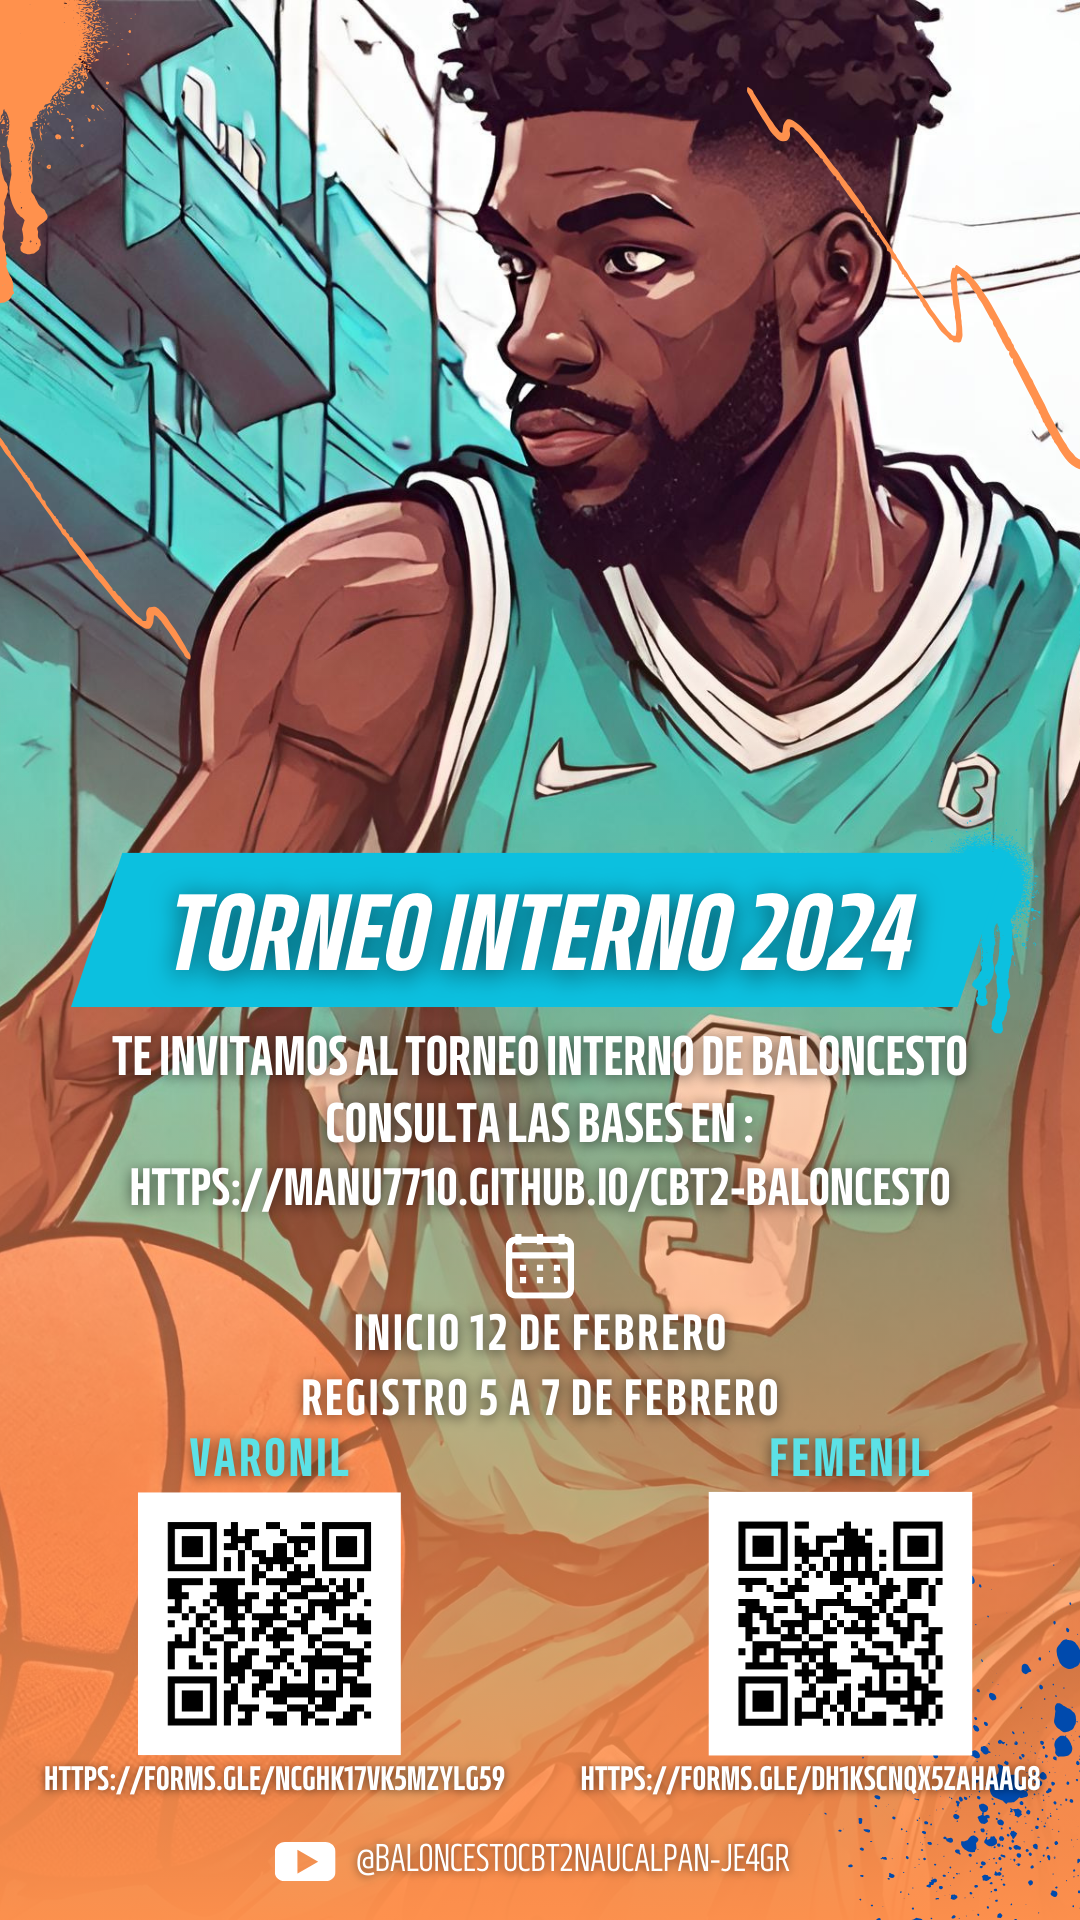 TORNEO INTERNO 2024
TE INVITAMOS AL TORNEO INTERNO DE BALONCESTO
CONSULTA LAS BASES EN :
HTTPS://MANU7710.GITHUB.IO/CBT2-BALONCESTO
3
INICIO 12 DE FEBRERO
REGISTRO 5 A 7 DE FEBRERO
VARONIL
FEMENIL
HTTPS://FORMS.GLE/NCGHK17VK5MZYLG59
HTTPS://FORMS.GLE/DH1KSCNQX5ZAHAAG8
@BALONCESTOCBT2NAUCALPAN-JE4GR